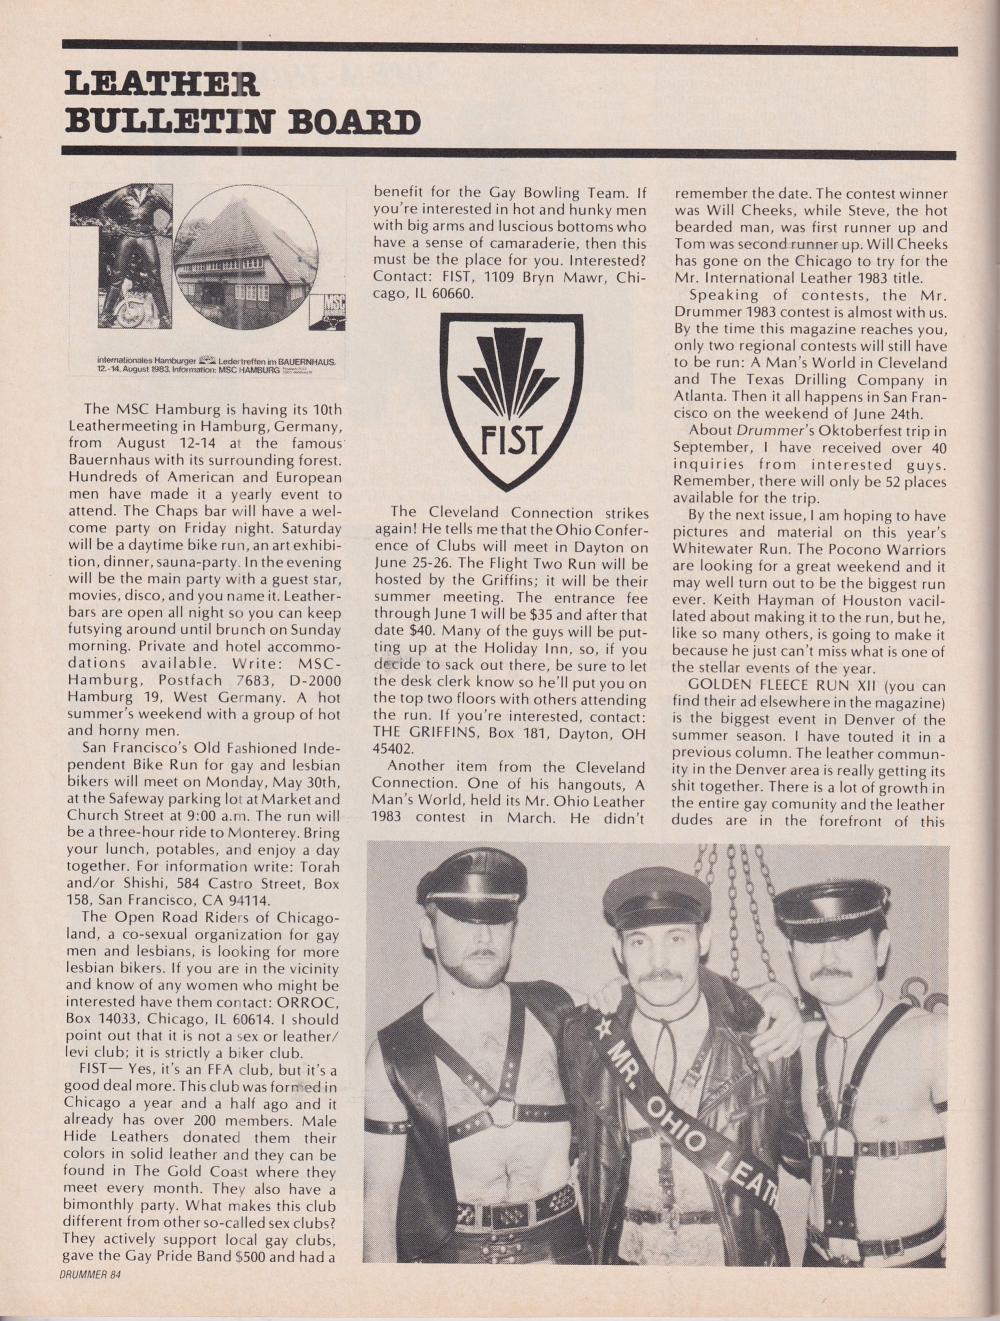 LEATHER
BULLETIN BOARD
10
MSC
internationales Hamburger Ledertreffen im BAUERNHAUS.
12.-14. August 1983. Information: MSC HAMBURG
The MSC Hamburg is having its 10th
Leathermeeting in Hamburg, Germany,
from August 12-14 at the famous
Bauernhaus with its surrounding forest.
Hundreds of American and European
men have made it a yearly event to
attend. The Chaps bar will have a wel-
come party on Friday night. Saturday
will be a daytime bike run, an art exhibi-
tion, dinner, sauna-party. In the evening
will be the main party with a guest star,
movies, disco, and you name it. Leather-
bars are open all night so you can keep
futsying around until brunch on Sunday
morning. Private and hotel accommo-
dations available. Write: MSC-
Hamburg, Postfach 7683, D-2000
Hamburg 19, West Germany. A hot
summer's weekend with a group of hot
and horny men.
San Francisco's Old Fashioned Inde-
pendent Bike Run for gay and lesbian
bikers will meet on Monday, May 30th,
at the Safeway parking lot at Market and
Church Street at 9:00 a.m. The run will
be a three-hour ride to Monterey. Bring
your lunch, potables, and enjoy a day
together. For information write: Torah
and/or Shishi, 584 Castro Street, Box
158, San Francisco, CA 94114.
The Open Road Riders of Chicago-
land, a co-sexual organization for gay
men and lesbians, is looking for more
lesbian bikers. If you are in the vicinity
and know of any women who might be
interested have them contact: ORROC,
Box 14033, Chicago, IL 60614. I should
point out that it is not a sex or leather/
levi club; it is strictly a biker club.
FIST— Yes, it's an FFA club, but it's a
good deal more. This club was formed in
Chicago a year and a half ago and it
already has over 200 members. Male
Hide Leathers donated them their
colors in solid leather and they can be
found in The Gold Coast where they
meet every month. They also have a
bimonthly party. What makes this club
different from other so-called sex clubs?
They actively support local gay clubs,
gave the Gay Pride Band $500 and had a
benefit for the Gay Bowling Team. If
you're interested in hot and hunky men
with big arms and luscious bottoms who
have a sense of camaraderie, then this
must be the place for you. Interested?
Contact: FIST, 1109 Bryn Mawr, Chi-
cago, IL 60660.
FIST
The Cleveland Connection strikes
again! He tells me that the Ohio Confer-
ence of Clubs will meet in Dayton on
June 25-26. The Flight Two Run will be
hosted by the Griffins; it will be their
summer meeting. The entrance fee
through June 1 will be $35 and after that
date $40. Many of the guys will be put-
ting up at the Holiday Inn, so, if you
decide to sack out there, be sure to let
the desk clerk know so he'll put you on
the top two floors with others attending
the run. If you're interested, contact:
THE GRIFFINS, Box 181, Dayton, OH
45402.
Another item from the Cleveland
Connection. One of his hangouts, A
Man's World, held its Mr. Ohio Leather
1983 contest in March. He didn't
remember the date. The contest winner
was Will Cheeks, while Steve, the hot
bearded man, was first runner up and
Tom was second runner up. Will Cheeks
has gone on the Chicago to try for the
Mr. International Leather 1983 title.
Speaking of contests, the Mr.
Drummer 1983 contest is almost with us.
By the time this magazine reaches you,
only two regional contests will still have
to be run: A Man's World in Cleveland
and The Texas Drilling Company in
Atlanta. Then it all happens in San Fran-
cisco on the weekend of June 24th.
About Drummer's Oktoberfest trip in
September, I have received over 40
inquiries from interested guys.
Remember, there will only be 52 places
available for the trip.
By the next issue, I am hoping to have
pictures and material on this year's
Whitewater Run. The Pocono Warriors
are looking for a great weekend and it
may well turn out to be the biggest run
ever. Keith Hayman of Houston vacil-
lated about making it to the run, but he,
like so many others, is going to make it
because he just can't miss what is one of
the stellar events of the year.
GOLDEN FLEECE RUN XII (you can
find their ad elsewhere in the magazine)
is the biggest event in Denver of the
summer season. I have touted it in a
previous column. The leather commun-
ity in the Denver area is really getting its
shit together. There is a lot of growth in
the entire gay comunity and the leather
dudes are in the forefront of this
MR. OHIO LEATH
DRUMMER 84